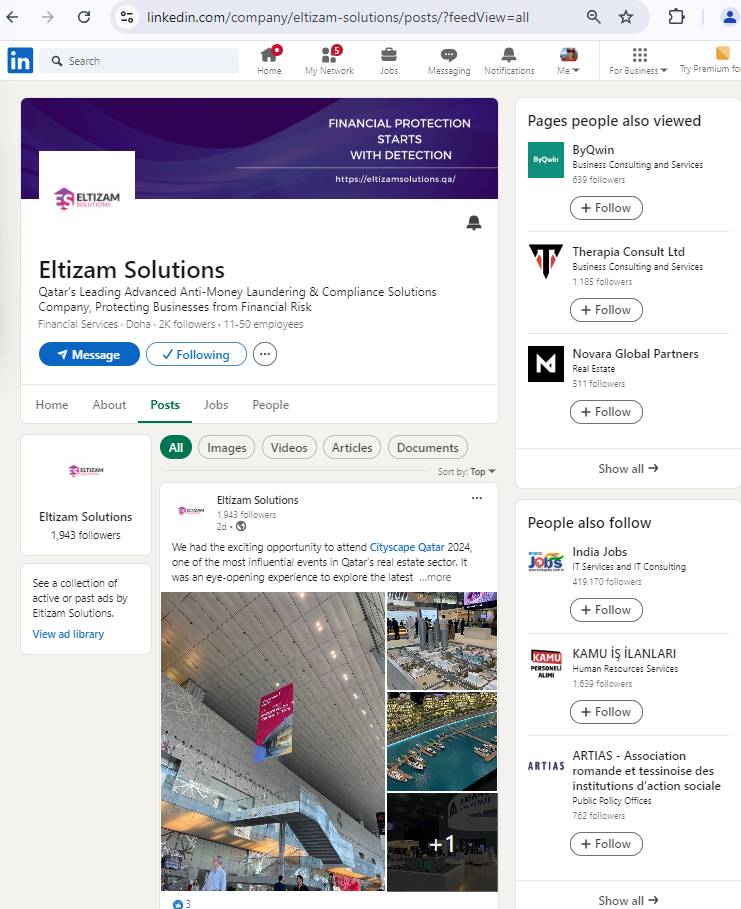 linkedin.com/company/eltizam-solutions/posts/?feedView=all
in
Search
Home
5
My Network
Jobs
Messaging
Notifications
Me
For Business
Try Premium fo
FINANCIAL PROTECTION
STARTS
WITH DETECTION
https://eltizamsolutions.qa/
ES ELTIZAM
SOLUTIONS
Eltizam Solutions
Qatar's Leading Advanced Anti-Money Laundering & Compliance Solutions
Company, Protecting Businesses from Financial Risk
Financial Services · Doha · 2K followers · 11-50 employees
Message
Following
Home
About
Posts
Jobs
People
ELTIZAM
Eltizam Solutions
1,943 followers
See a collection of
active or past ads by
Eltizam Solutions.
View ad library
All
Images
Videos
Articles
Documents
Sort by: Top
ELTIZAM
Eltizam Solutions
1,943 followers
2d •
We had the exciting opportunity to attend Cityscape Qatar 2024,
one of the most influential events in Qatar's real estate sector. It
was an eye-opening experience to explore the latest ...more
+1
3
Pages people also viewed
ByQwin
ByQwin
Business Consulting and Services
639 followers
+ Follow
Therapia Consult Ltd
Business Consulting and Services
1,185 followers
+ Follow
N
Novara Global Partners
Real Estate
511 followers
+ Follow
Show all →
People also follow
Jobs
India Jobs
IT Services and IT Consulting
419,170 followers
+ Follow
KAMU
PERSONELİ
ALIMI
KAMU İŞ İLANLARI
Human Resources Services
1,639 followers
+ Follow
ARTIAS
ARTIAS - Association
romande et tessinoise des
institutions d'action sociale
Public Policy Offices
762 followers
+ Follow
Show all →